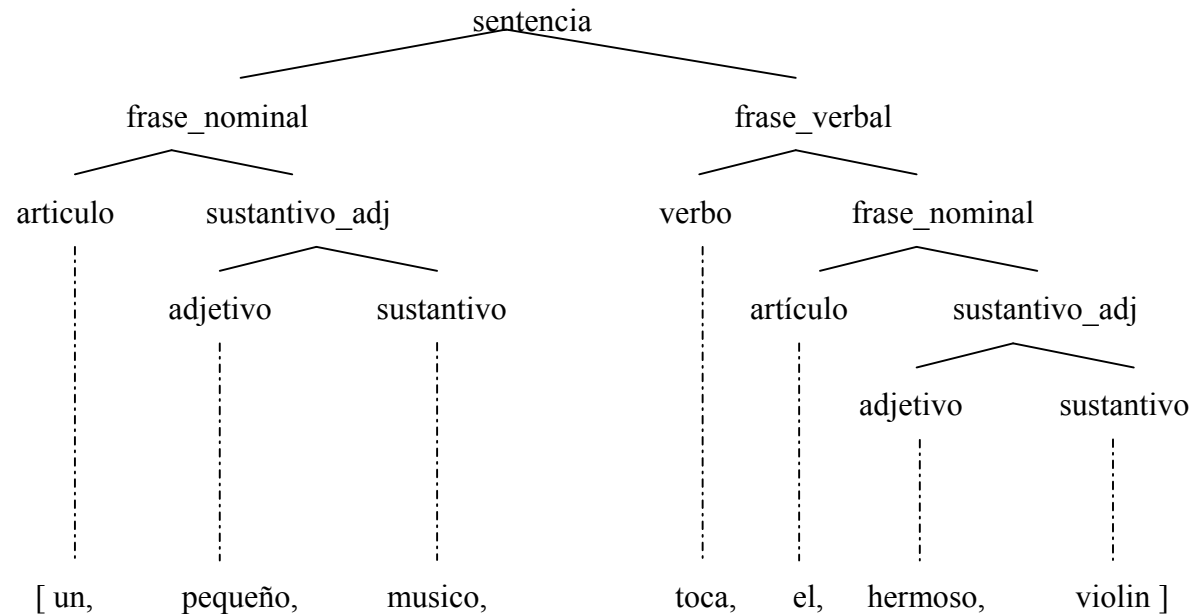 sentencia
frase_nominal frase_verbal
articulo sustantivo_adj verbo frase_nominal
adjetivo sustantivo artículo sustantivo_adj
adjetivo sustantivo
[ un, pequeño, musico, toca, el, hermoso, violin ]